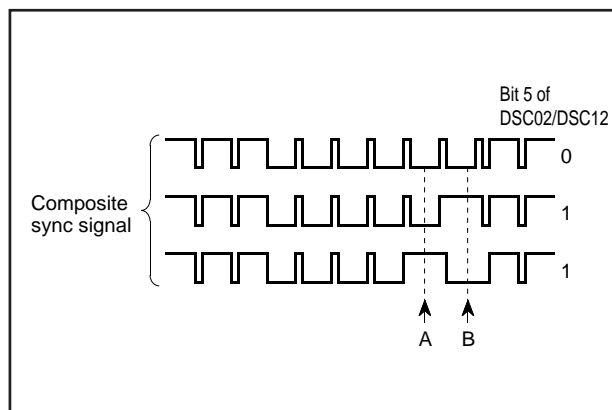 Bit 5 of
DSC02/DSC12
0
Composite
sync signal
1
1
A
B